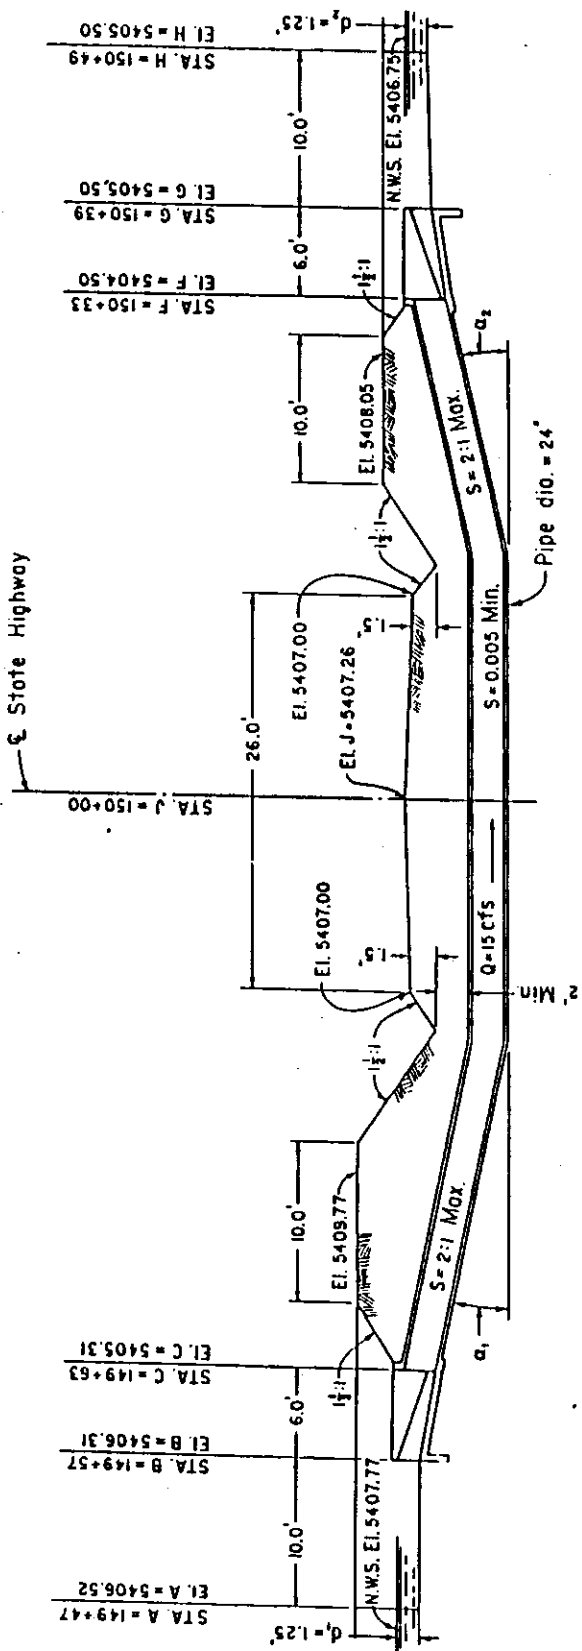 ℄ State Highway
STA. A = 149+47
El. A = 5406.52
STA. B = 149+57
El. B = 5406.31
STA. C = 149+63
El. C = 5405.31
STA. J = 150+00
STA. F = 150+33
El. F = 5404.50
STA. G = 150+39
El. G = 5405.50
STA. H = 150+49
El. H = 5405.50
10.0'
6.0'
10.0'
26.0'
10.0'
6.0'
10.0'
d₁=1.25'
N.W.S. El. 5407.77
1½:1
El. 5409.77
1½:1
El. 5407.00
1.5'
El. J=5407.26
El. 5407.00
1.5'
1½:1
El. 5408.05
1½:1
N.W.S. El. 5406.75
d₂=1.25'
α₁
S= 2:1 Max.
2' Min.
Q=15 cfs
S=0.005 Min.
S = 2:1 Max.
α₂
Pipe dia. = 24"